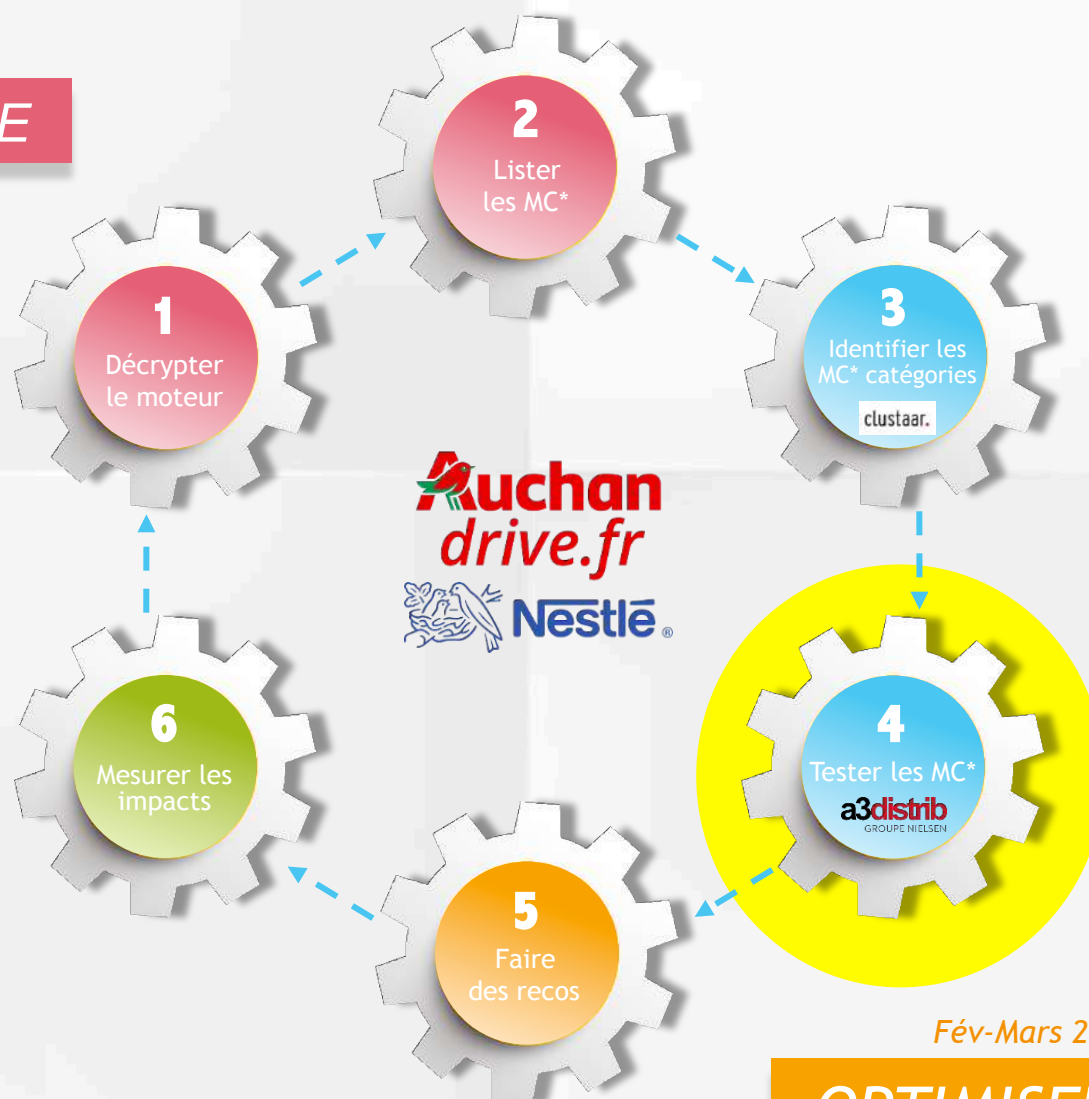 E
2
Lister
les MC*
1
Décrypter
le moteur
3
Identifier les
MC* catégories
clustaar.
Auchan
drive.fr
Nestlé®
6
Mesurer les
impacts
4
Tester les MC*
a3distrib
GROUPE NIELSEN
5
Faire
des recos
Fév-Mars 2
OPTIMISE